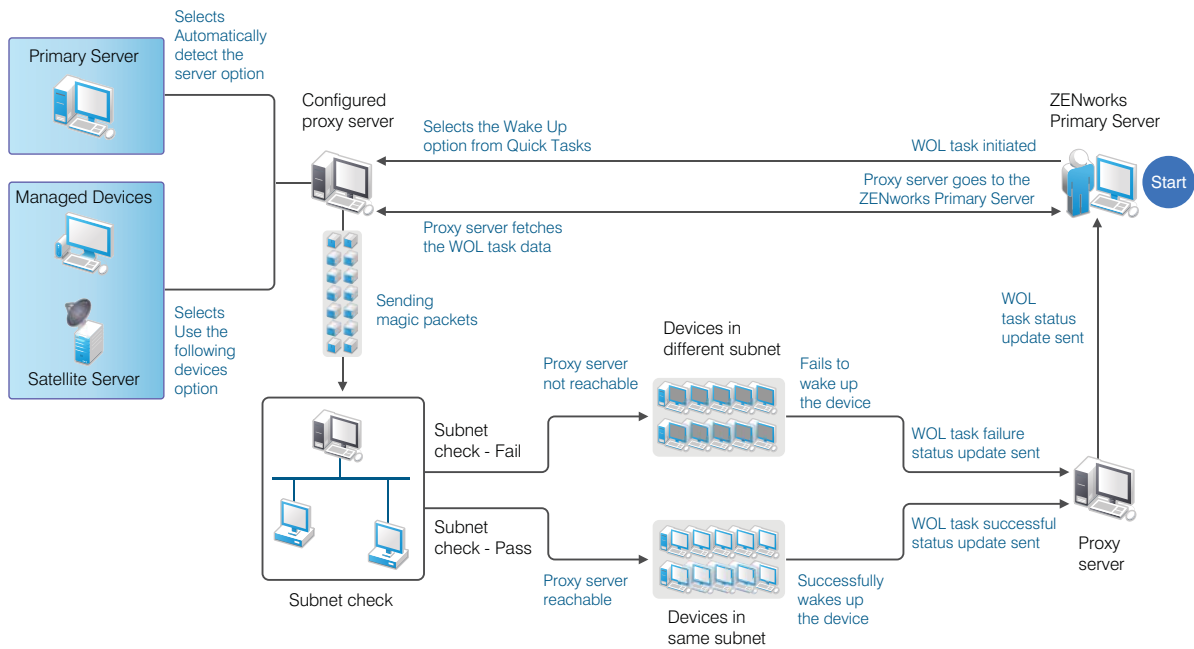 Selects
Automatically
detect the
server option
Primary Server
Configured
proxy server
ZENworks
Primary Server
Selects the Wake Up
option from Quick Tasks
WOL task initiated
Start
Managed Devices
Proxy server goes to the
ZENworks Primary Server
Proxy server fetches
the WOL task data
Sending
magic packets
Selects
Use the
following
devices
option
Satellite Server
WOL
task status
update sent
Devices in
different subnet
Proxy server
not reachable
Fails to
wake up
the device
Subnet
check - Fail
WOL task failure
status update sent
Subnet
check - Pass
WOL task successful
status update sent
Proxy
server
Proxy server
reachable
Successfully
wakes up
the device
Subnet check
Devices in
same subnet